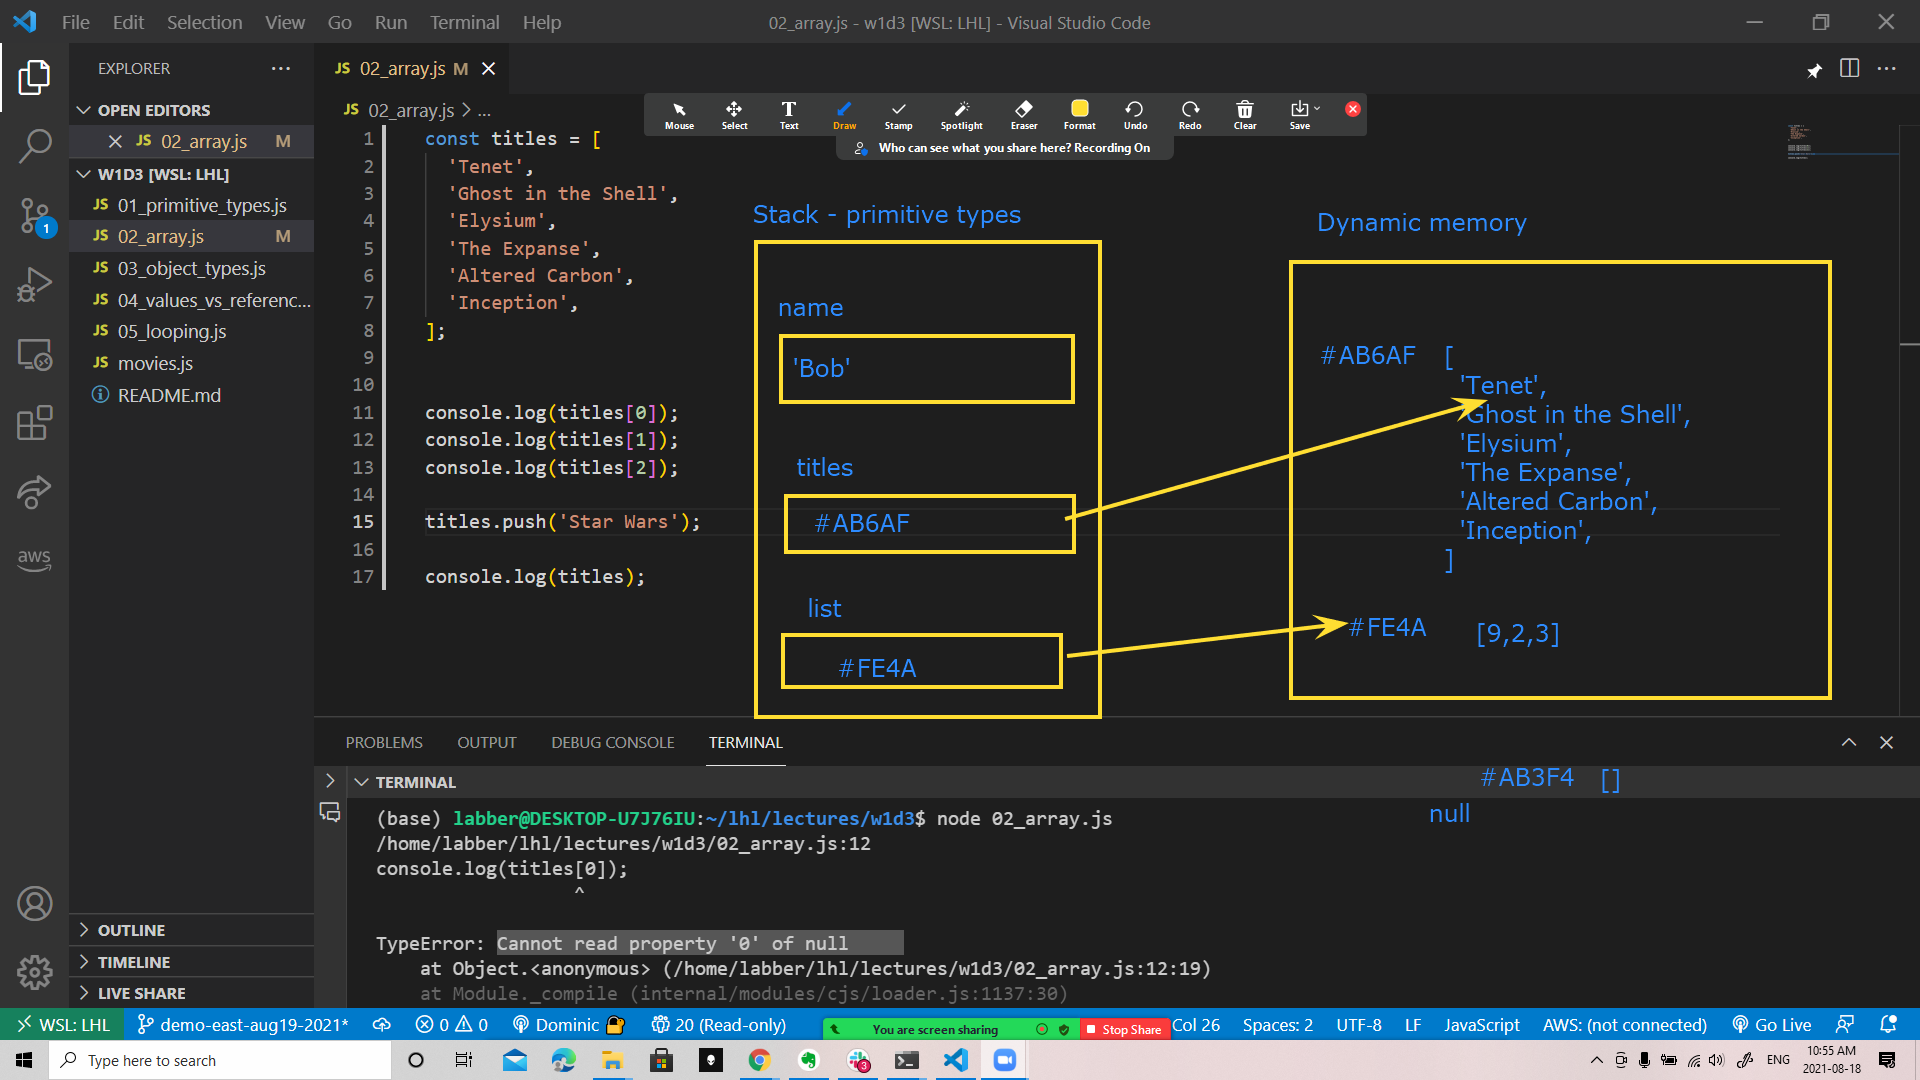 File Edit Selection View Go Run Terminal Help
02_array.js - w1d3 [WSL: LHL] - Visual Studio Code
EXPLORER
OPEN EDITORS
JS 02_array.js M
W1D3 [WSL: LHL]
JS 01_primitive_types.js
JS 02_array.js M
JS 03_object_types.js
JS 04_values_vs_referenc...
JS 05_looping.js
JS movies.js
README.md
1
aws
OUTLINE
TIMELINE
LIVE SHARE
JS 02_array.js M
JS 02_array.js > ...
Mouse Select Text Draw Stamp Spotlight Eraser Format Undo Redo Clear Save
Who can see what you share here? Recording On
1 const titles = [
2 'Tenet',
3 'Ghost in the Shell',
4 'Elysium',
5 'The Expanse',
6 'Altered Carbon',
7 'Inception',
8 ];
9
10
11 console.log(titles[0]);
12 console.log(titles[1]);
13 console.log(titles[2]);
14
15 titles.push('Star Wars');
16
17 console.log(titles);
Stack - primitive types
name
'Bob'
titles
#AB6AF
list
#FE4A
Dynamic memory
#AB6AF [
'Tenet',
'Ghost in the Shell',
'Elysium',
'The Expanse',
'Altered Carbon',
'Inception',
]
#FE4A [9,2,3]
#AB3F4 []
null
PROBLEMS OUTPUT DEBUG CONSOLE TERMINAL
TERMINAL
(base) labber@DESKTOP-U7J76IU:~/lhl/lectures/w1d3$ node 02_array.js
/home/labber/lhl/lectures/w1d3/02_array.js:12
console.log(titles[0]);
^
TypeError: Cannot read property '0' of null
at Object.<anonymous> (/home/labber/lhl/lectures/w1d3/02_array.js:12:19)
at Module._compile (internal/modules/cjs/loader.js:1137:30)
WSL: LHL demo-east-aug19-2021* 0 0 Dominic 20 (Read-only) You are screen sharing Stop Share Col 26 Spaces: 2 UTF-8 LF JavaScript AWS: (not connected) Go Live
Type here to search
3
ENG
10:55 AM
2021-08-18